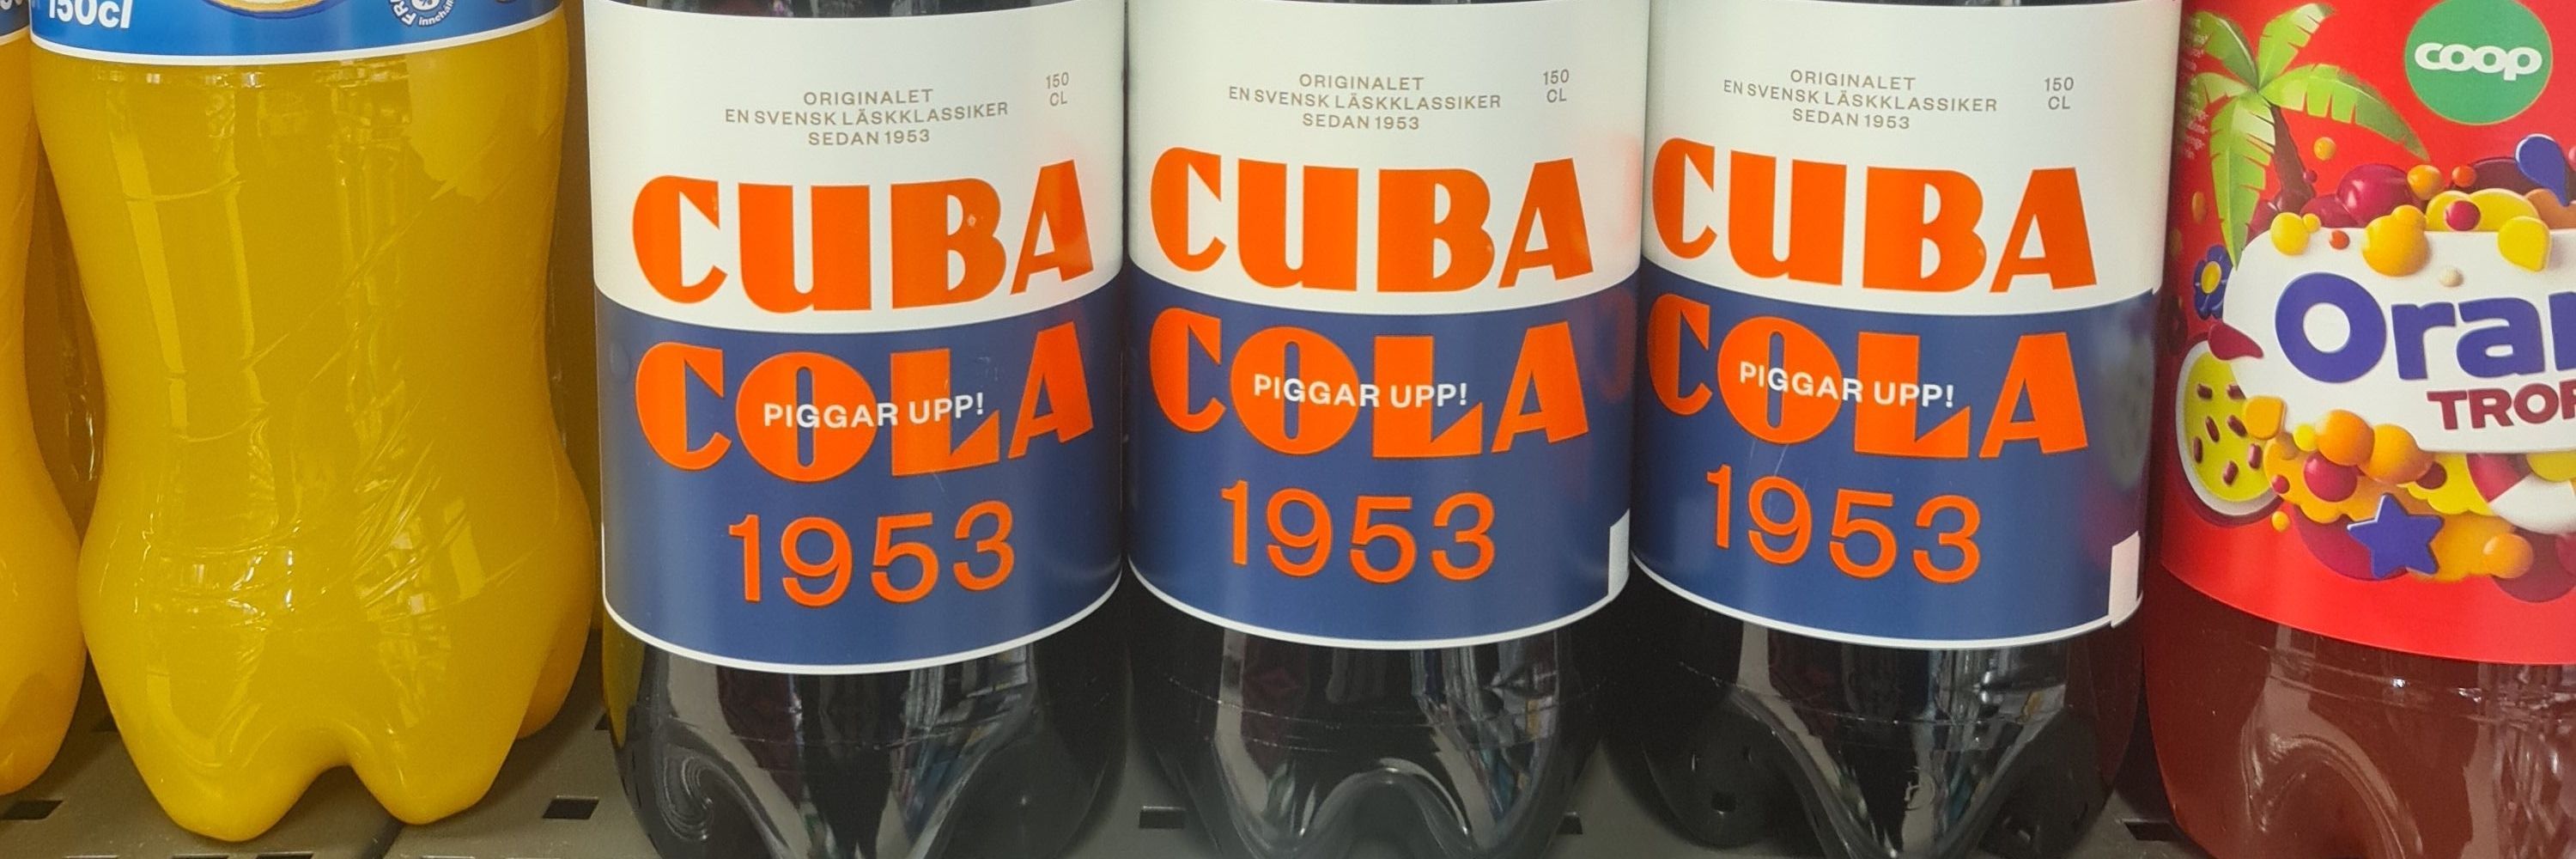 150cl
ORIGINALET
EN SVENSK LÄSKKLASSIKER
SEDAN 1953
150
CL
CUBA
COLA
PIGGAR UPP!
1953
ORIGINALET
EN SVENSK LÄSKKLASSIKER
SEDAN 1953
150
CL
CUBA
COLA
PIGGAR UPP!
1953
ORIGINALET
EN SVENSK LÄSKKLASSIKER
SEDAN 1953
150
CL
CUBA
COLA
PIGGAR UPP!
1953
coop